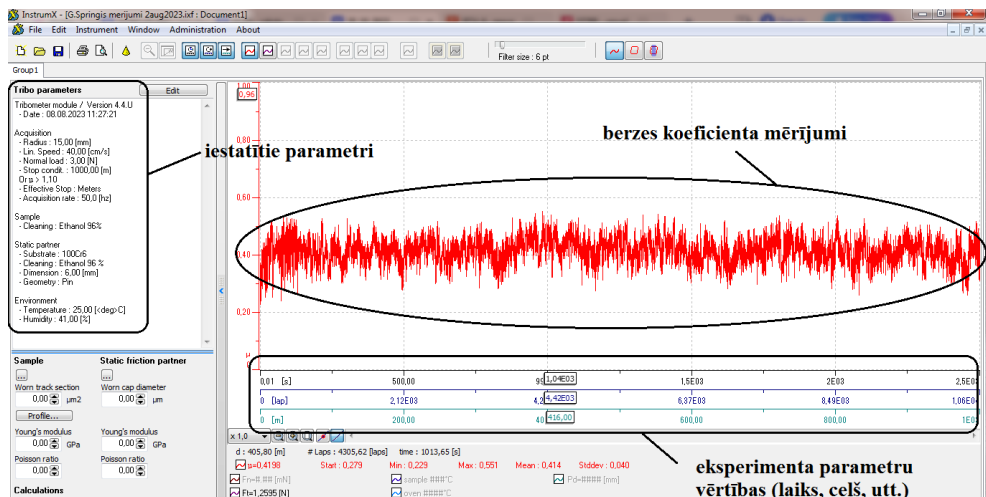 InstrumX - [G.Springis merijumi 2aug2023.ixf : Document1]
File Edit Instrument Window Administration About
Filter size : 6 pt
Group1
Tribo parameters Edit
Tribometer module / Version 4.4.U
- Date : 08.08.2023 11:27:21
Acquisition
- Radius : 15,00 [mm]
- Lin. Speed : 40,00 [cm/s]
- Normal load : 3,00 [N]
- Stop condit. : 1000,00 [m]
Or µ > 1,10
- Effective Stop : Meters
- Acquisition rate : 50,0 [hz]
Sample
- Cleaning : Ethanol 96%
Static partner
- Substrate : 100Cr6
- Cleaning : Ethanol 96 %
- Dimension : 6,00 [mm]
- Geometry : Pin
Environment
- Temperature : 25,00 [<deg>C]
- Humidity : 41,00 [%]
iestatītie parametri
berzes koeficienta mērījumi
1,00
0,96
0,80
0,60
0,40
0,20
µ
0,01 [s] 500,00 99 1,04E03 1,5E03 2E03 2,5E03
0 [lap] 2,12E03 4,2 4,42E03 6,37E03 8,49E03 1,06E0
0 [m] 200,00 40 416,00 600,00 800,00 1E0
Sample Static friction partner
...
...
Worn track section Worn cap diameter
0,00 µm2 0,00 µm
Profile...
Young's modulus Young's modulus
0,00 GPa 0,00 GPa
Poisson ratio Poisson ratio
0,00 0,00
Calculations
x 1,0
d : 405,80 [m] # Laps : 4305,62 [laps] time : 1013,65 [s]
µ=0,4198 Start : 0,279 Min : 0,229 Max : 0,551 Mean : 0,414 Stddev : 0,040
Fn=#.## [mN] sample ###°C Pd=#### [mm]
Ft=1,2595 [N] oven ####°C
eksperimenta parametru
vērtības (laiks, ceļš, utt.)